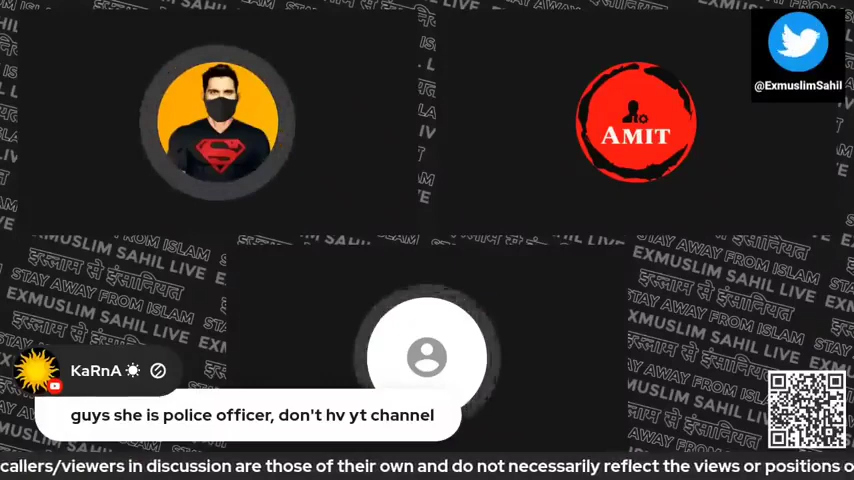 @ExmuslimSahil
AMIT
EXMUSLIM SAHIL LIVE
STAY AWAY FROM ISLAM
इस्लाम से इंसानियत
KaRnA
guys she is police officer, don't hv yt channel
callers/viewers in discussion are those of their own and do not necessarily reflect the views or positions o